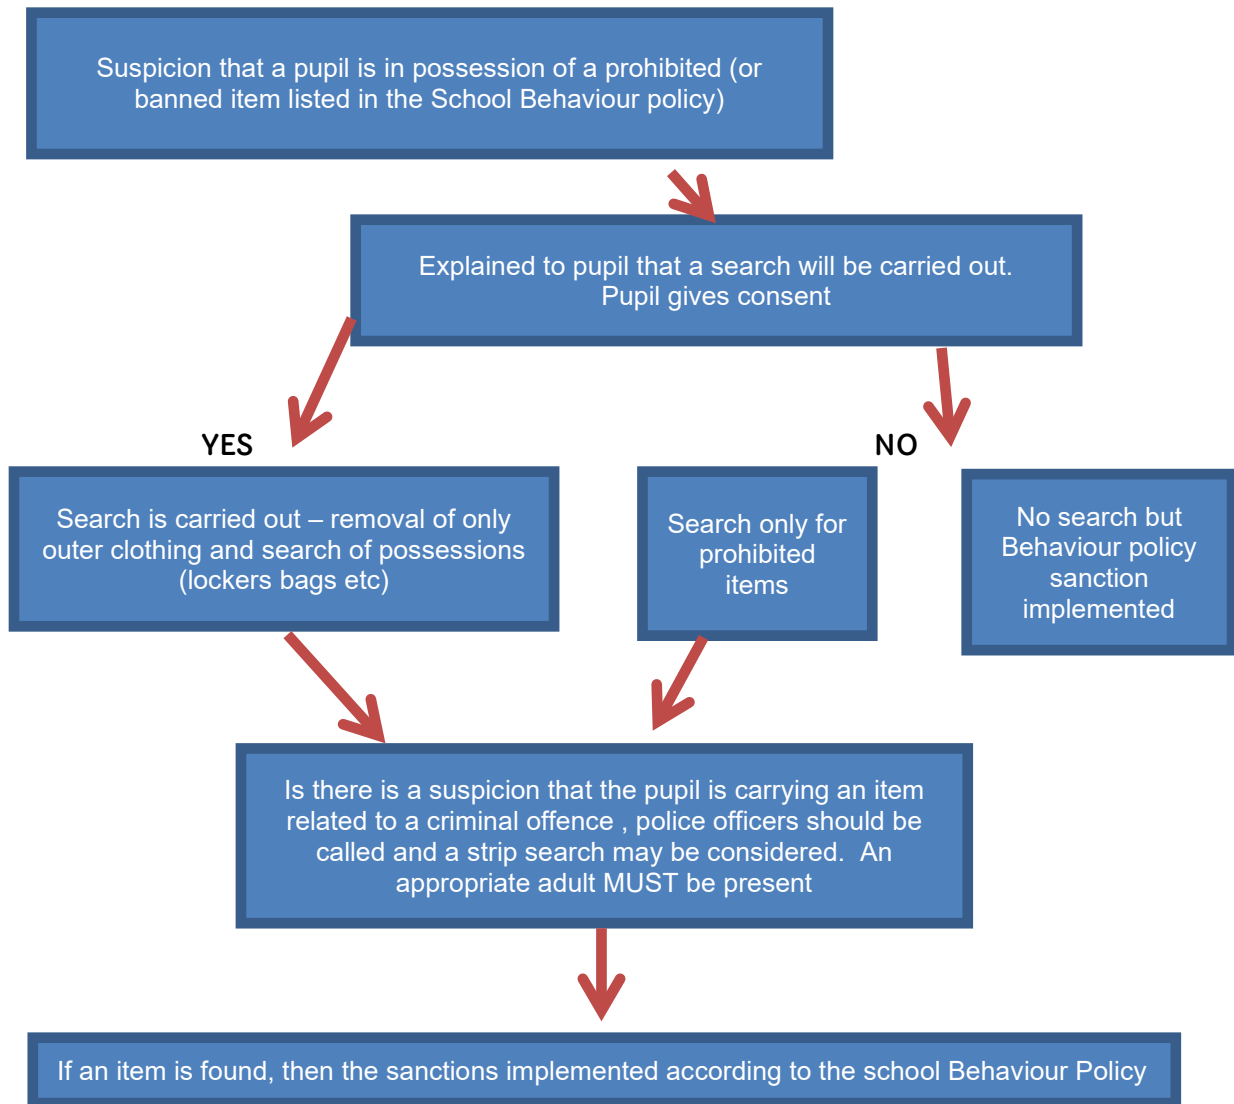 Suspicion that a pupil is in possession of a prohibited (or
banned item listed in the School Behaviour policy)
Explained to pupil that a search will be carried out.
Pupil gives consent
YES
NO
Search is carried out – removal of only
outer clothing and search of possessions
(lockers bags etc)
Search only for
prohibited
items
No search but
Behaviour policy
sanction
implemented
Is there is a suspicion that the pupil is carrying an item
related to a criminal offence , police officers should be
called and a strip search may be considered.  An
appropriate adult MUST be present
If an item is found, then the sanctions implemented according to the school Behaviour Policy